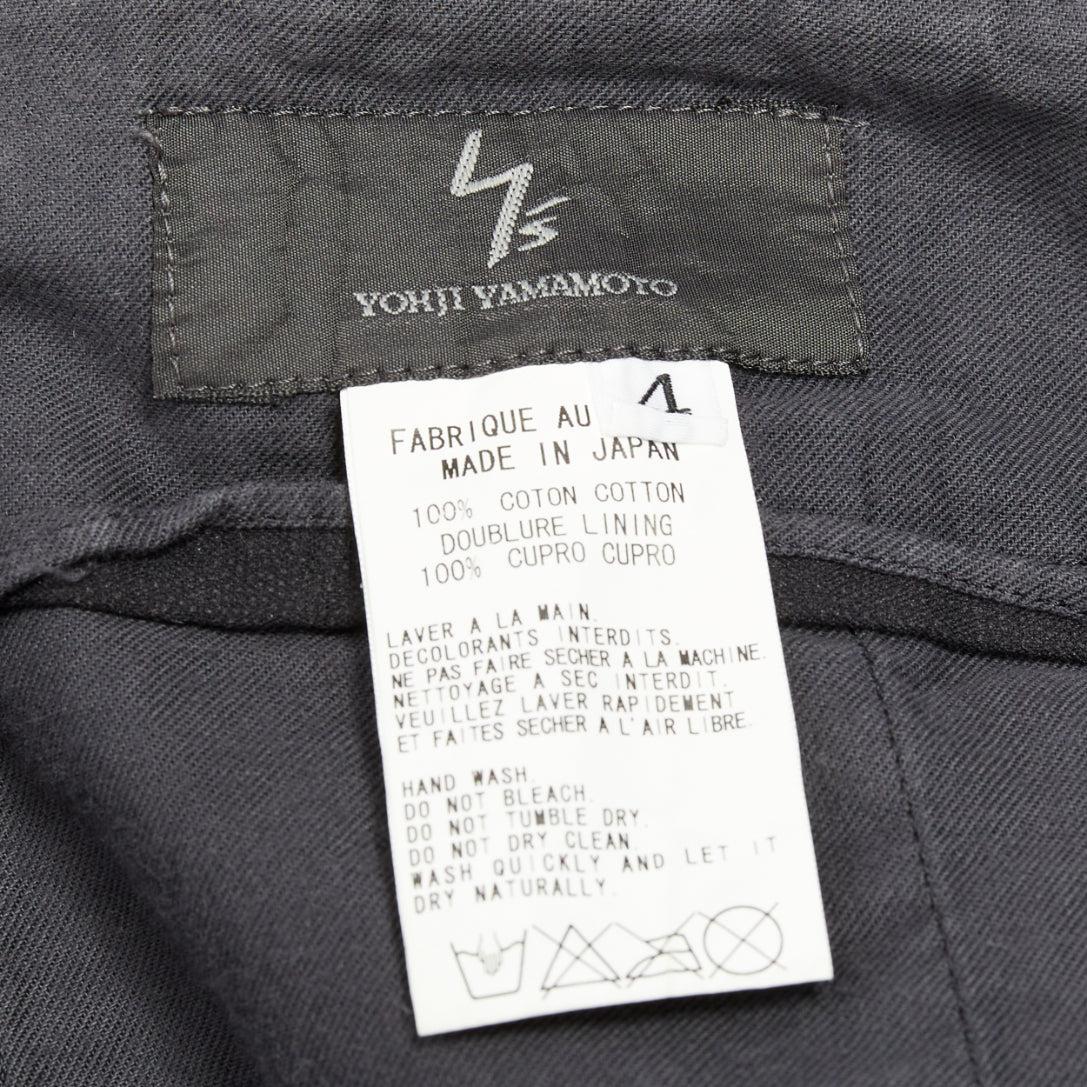 Y's
YOHJI YAMAMOTO
4
FABRIQUE AU
MADE IN JAPAN
100% COTON COTTON
DOUBLURE LINING
100% CUPRO CUPRO
LAVER A LA MAIN.
DECOLORANTS INTERDITS.
NE PAS FAIRE SECHER A LA MACHINE.
NETTOYAGE A SEC INTERDIT.
VEUILLEZ LAVER RAPIDEMENT
ET FAITES SECHER A L'AIR LIBRE.
HAND WASH.
DO NOT BLEACH.
DO NOT TUMBLE DRY.
DO NOT DRY CLEAN.
WASH QUICKLY AND LET IT
DRY NATURALLY.